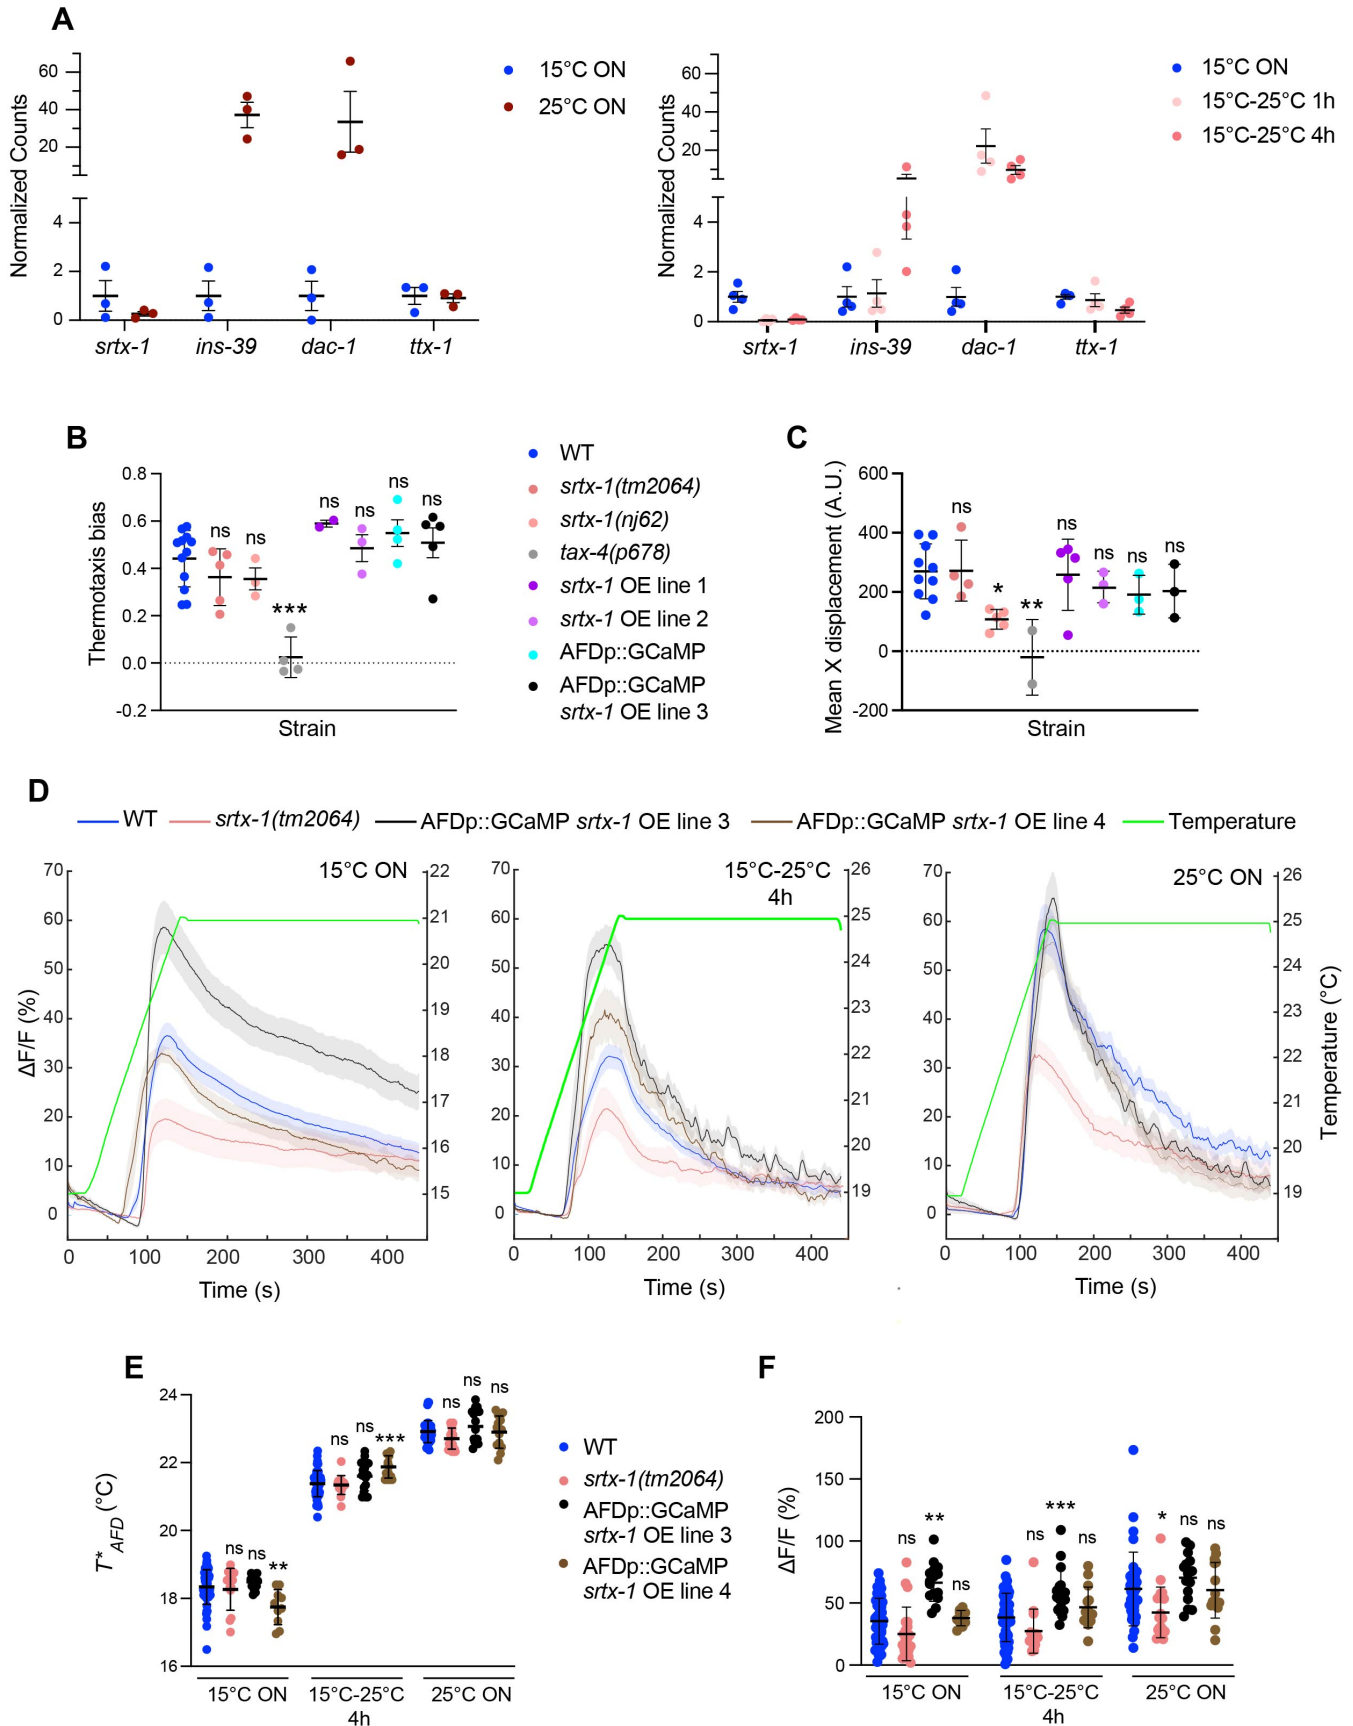 A
Normalized Counts
60
40
20
4
2
0
srtx-1
ins-39
dac-1
ttx-1
15°C ON
25°C ON
Normalized Counts
60
40
20
4
2
0
srtx-1
ins-39
dac-1
ttx-1
15°C ON
15°C-25°C 1h
15°C-25°C 4h
B
Thermotaxis bias
0.8
0.6
0.4
0.2
0.0
-0.2
ns
ns
***
ns
ns
ns
ns
Strain
WT
srtx-1(tm2064)
srtx-1(nj62)
tax-4(p678)
srtx-1 OE line 1
srtx-1 OE line 2
AFDp::GCaMP
AFDp::GCaMP
srtx-1 OE line 3
C
Mean X displacement (A.U.)
600
400
200
0
-200
ns
*
**
ns
ns
ns
ns
Strain
D
WT
srtx-1(tm2064)
AFDp::GCaMP srtx-1 OE line 3
AFDp::GCaMP srtx-1 OE line 4
Temperature
15°C ON
ΔF/F (%)
70
60
50
40
30
20
10
0
22
21
20
19
18
17
16
15
0
100
200
300
400
Time (s)
15°C-25°C
4h
70
60
50
40
30
20
10
0
26
25
24
23
22
21
20
19
0
100
200
300
400
Time (s)
25°C ON
70
60
50
40
30
20
10
0
26
25
24
23
22
21
20
19
Temperature (°C)
0
100
200
300
400
Time (s)
E
T*AFD (°C)
24
22
20
18
16
ns
ns
**
ns
ns
***
ns
ns
ns
15°C ON
15°C-25°C
4h
25°C ON
WT
srtx-1(tm2064)
AFDp::GCaMP
srtx-1 OE line 3
AFDp::GCaMP
srtx-1 OE line 4
F
ΔF/F (%)
200
150
100
50
0
ns
**
ns
ns
***
ns
*
ns
ns
15°C ON
15°C-25°C
4h
25°C ON